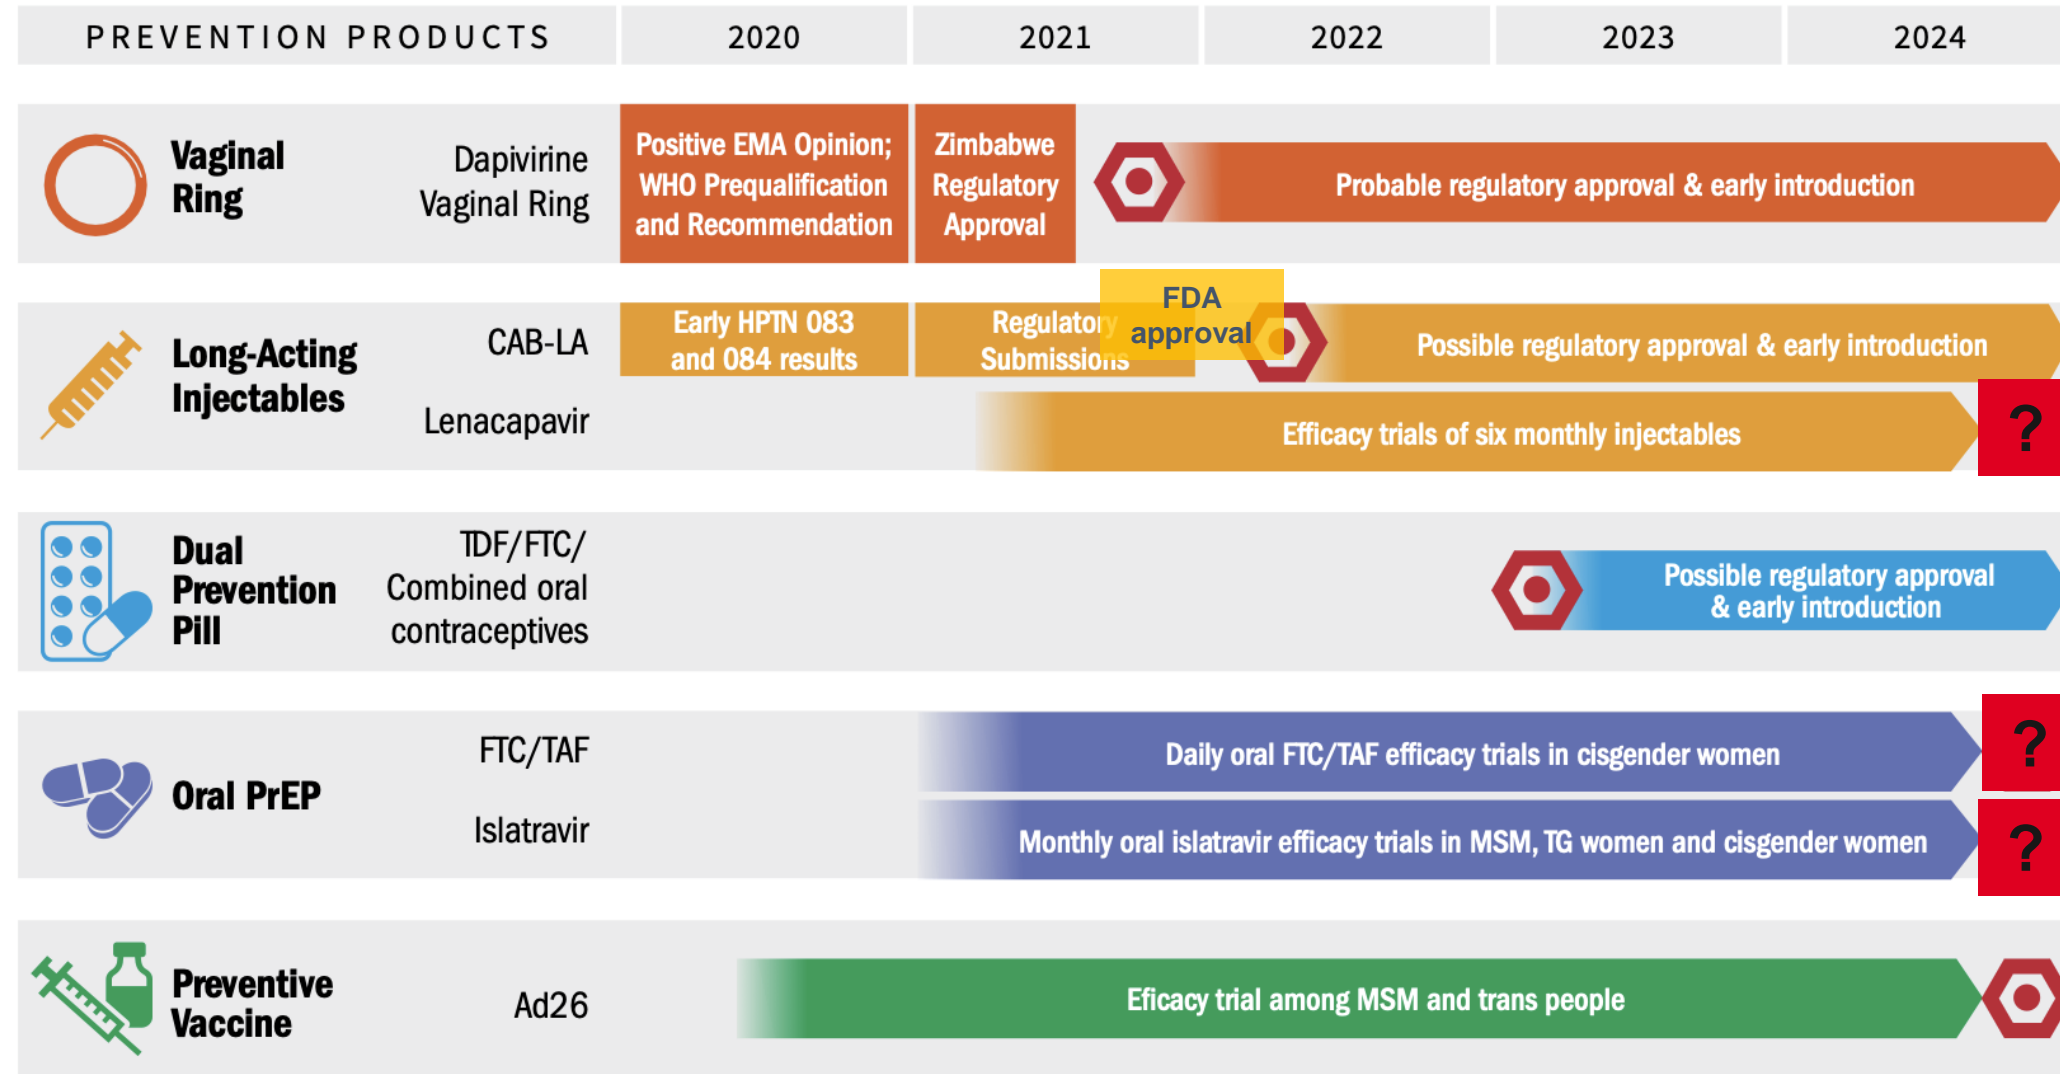 PREVENTION PRODUCTS 2020 2021 2022 2023 2024
Vaginal
Ring
Dapivirine
Vaginal Ring
Positive EMA Opinion;
WHO Prequalification
and Recommendation
Zimbabwe
Regulatory
Approval
Probable regulatory approval & early introduction
Long-Acting
Injectables
CAB-LA
Early HPTN 083
and 084 results
Regulatory
Submissions
FDA
approval
Possible regulatory approval & early introduction
Lenacapavir
Efficacy trials of six monthly injectables
?
Dual
Prevention
Pill
TDF/FTC/
Combined oral
contraceptives
Possible regulatory approval
& early introduction
Oral PrEP
FTC/TAF
Daily oral FTC/TAF efficacy trials in cisgender women
?
Islatravir
Monthly oral islatravir efficacy trials in MSM, TG women and cisgender women
?
Preventive
Vaccine
Ad26
Eficacy trial among MSM and trans people